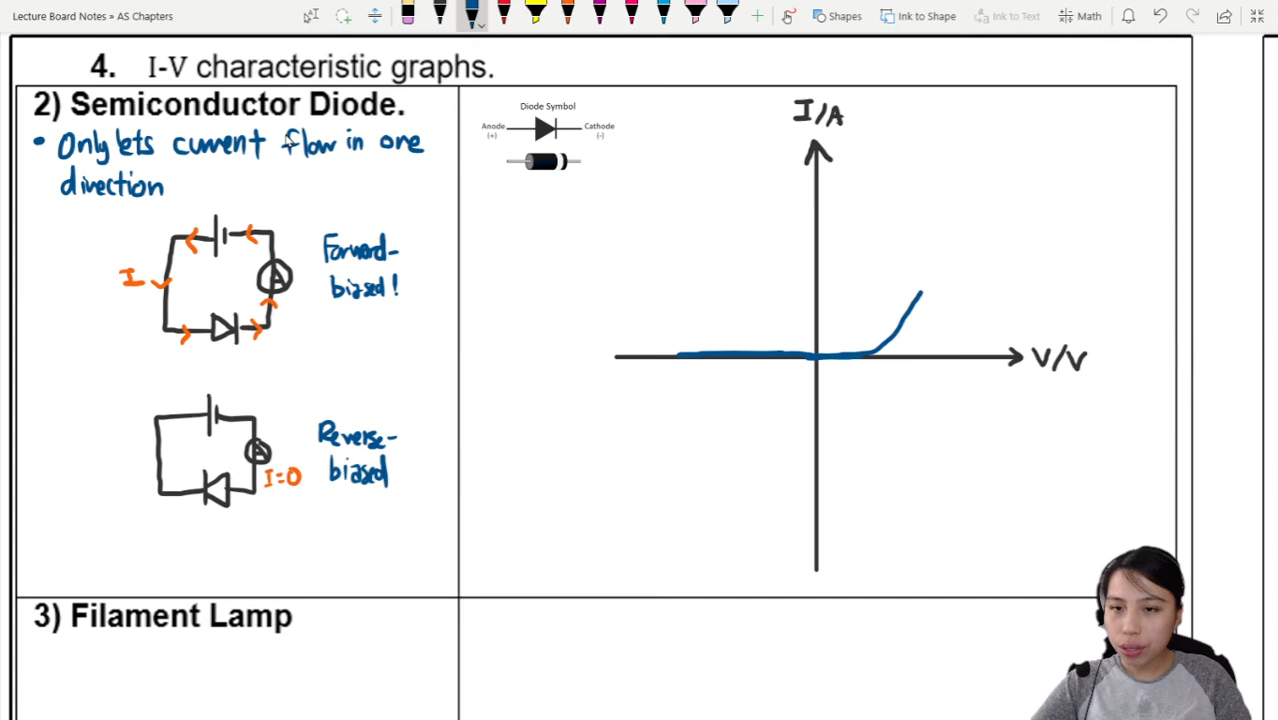 Lecture Board Notes » AS Chapters
Shapes
Ink to Shape
Ink to Text
Math
4. I-V characteristic graphs.
2) Semiconductor Diode.
• Only lets current flow in one
direction
I
A
Forward-
biased!
A
I=0
Reverse-
biased
Diode Symbol
Anode
(+)
Cathode
(-)
I/A
V/V
3) Filament Lamp